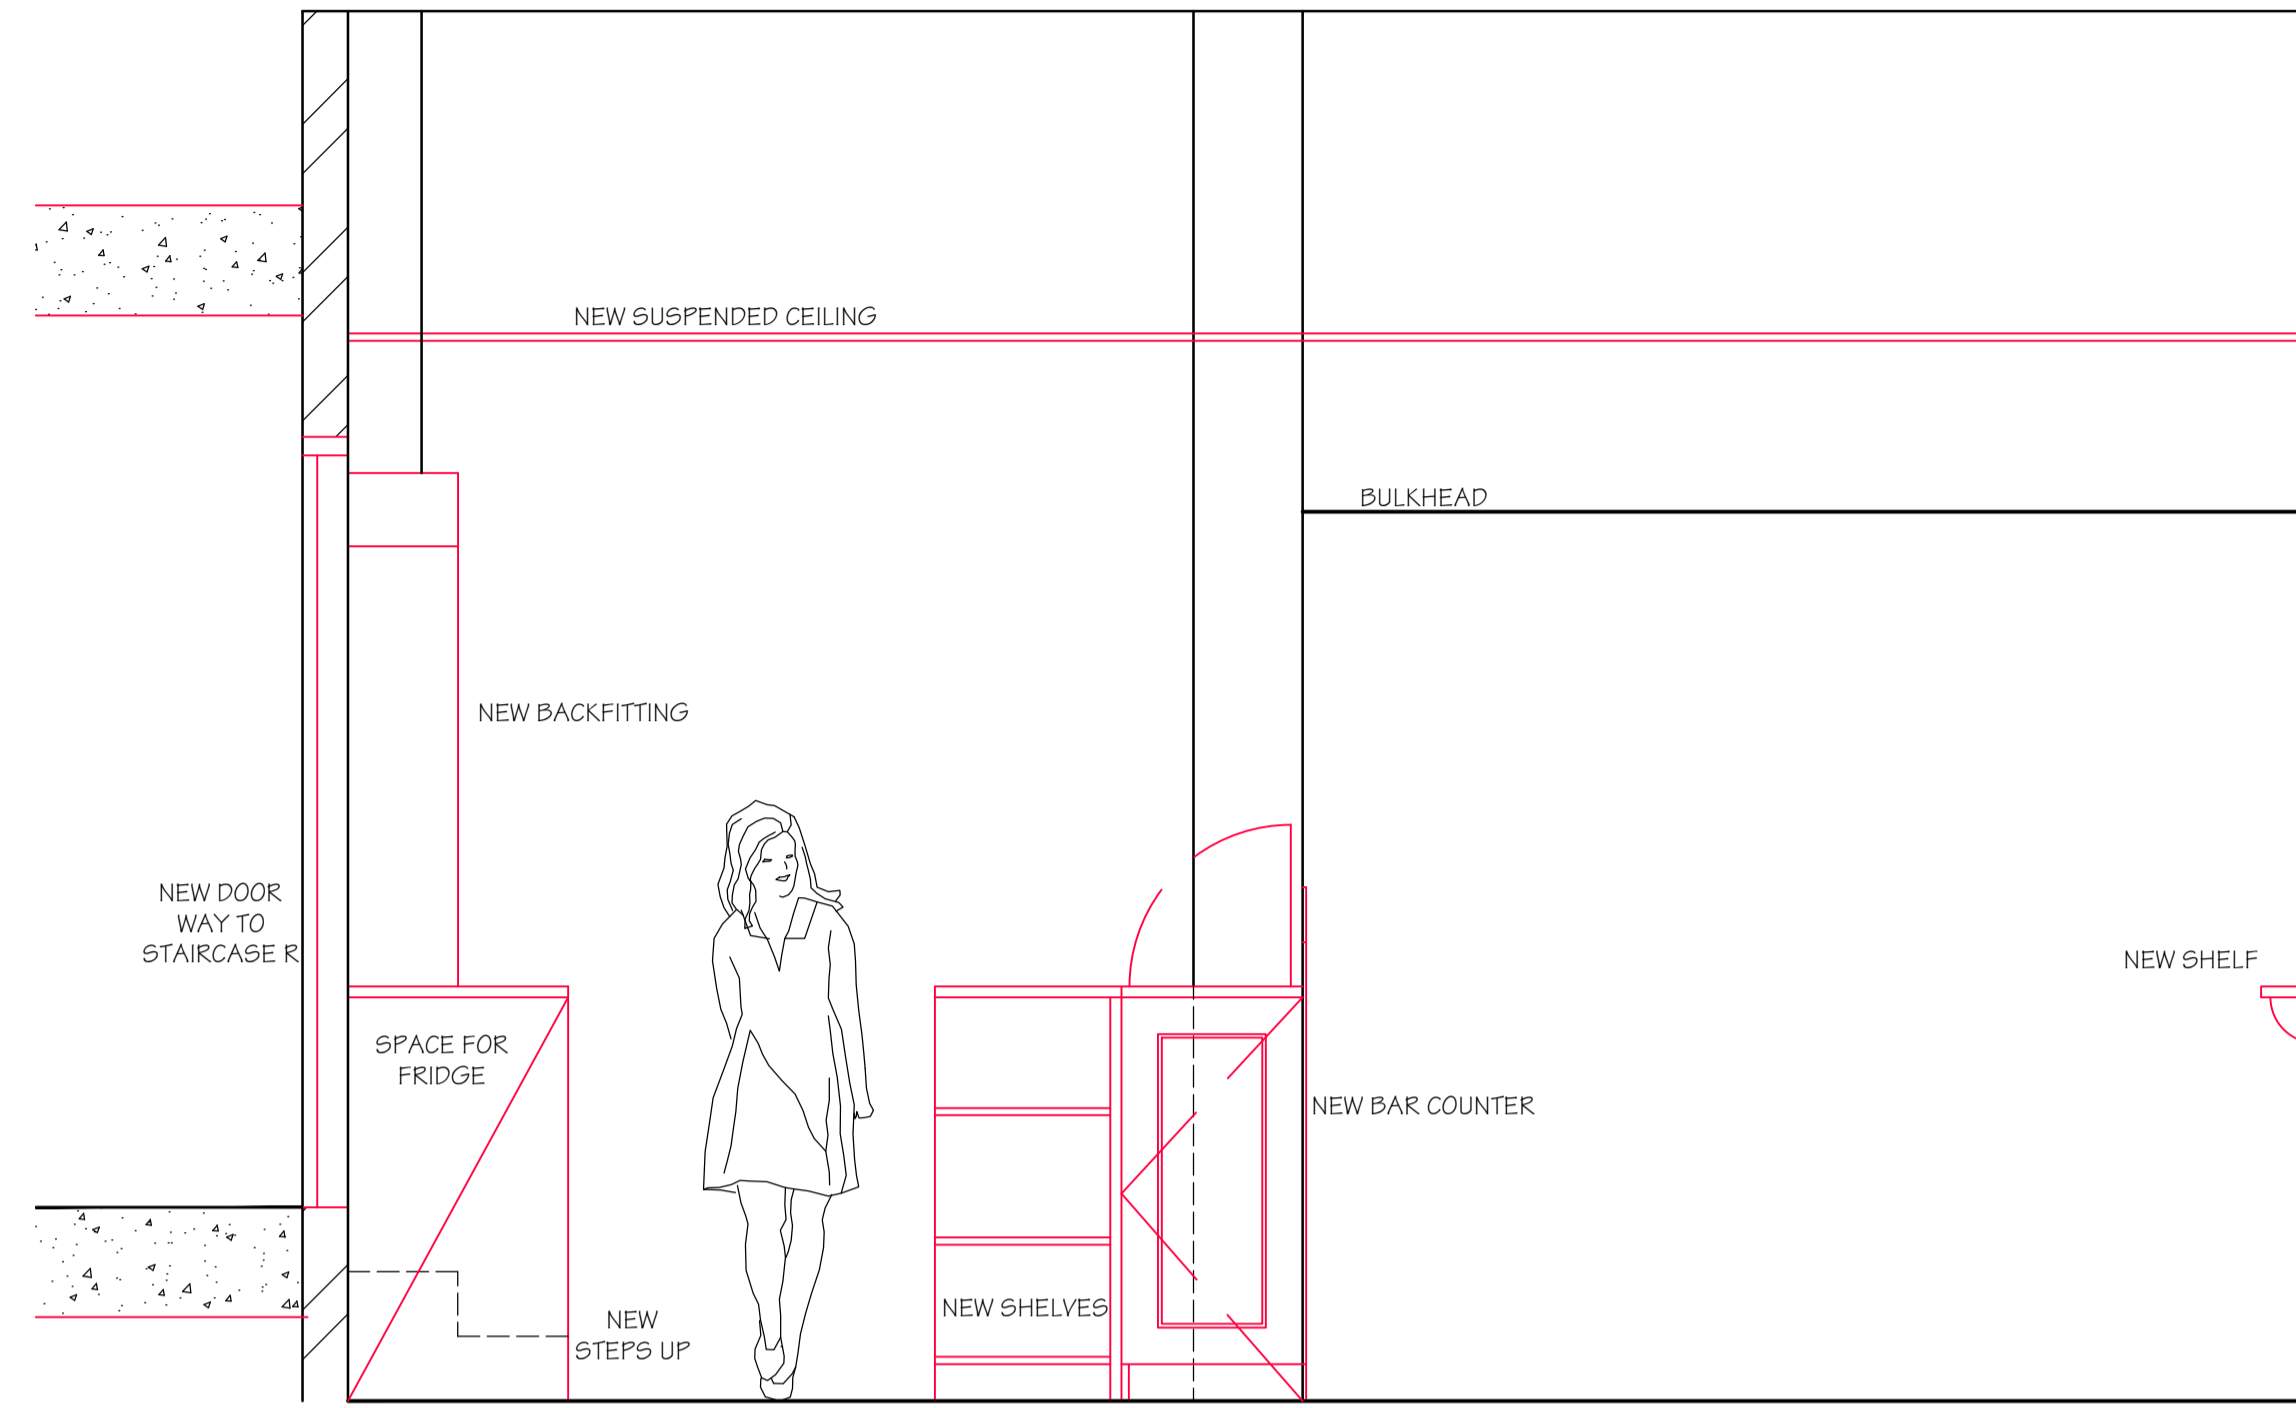 NEW SUSPENDED CEILING
BULKHEAD
NEW BACKFITTING
NEW DOOR
WAY TO
STAIRCASE R
NEW SHELF
SPACE FOR
FRIDGE
NEW BAR COUNTER
NEW SHELVES
NEW
STEPS UP